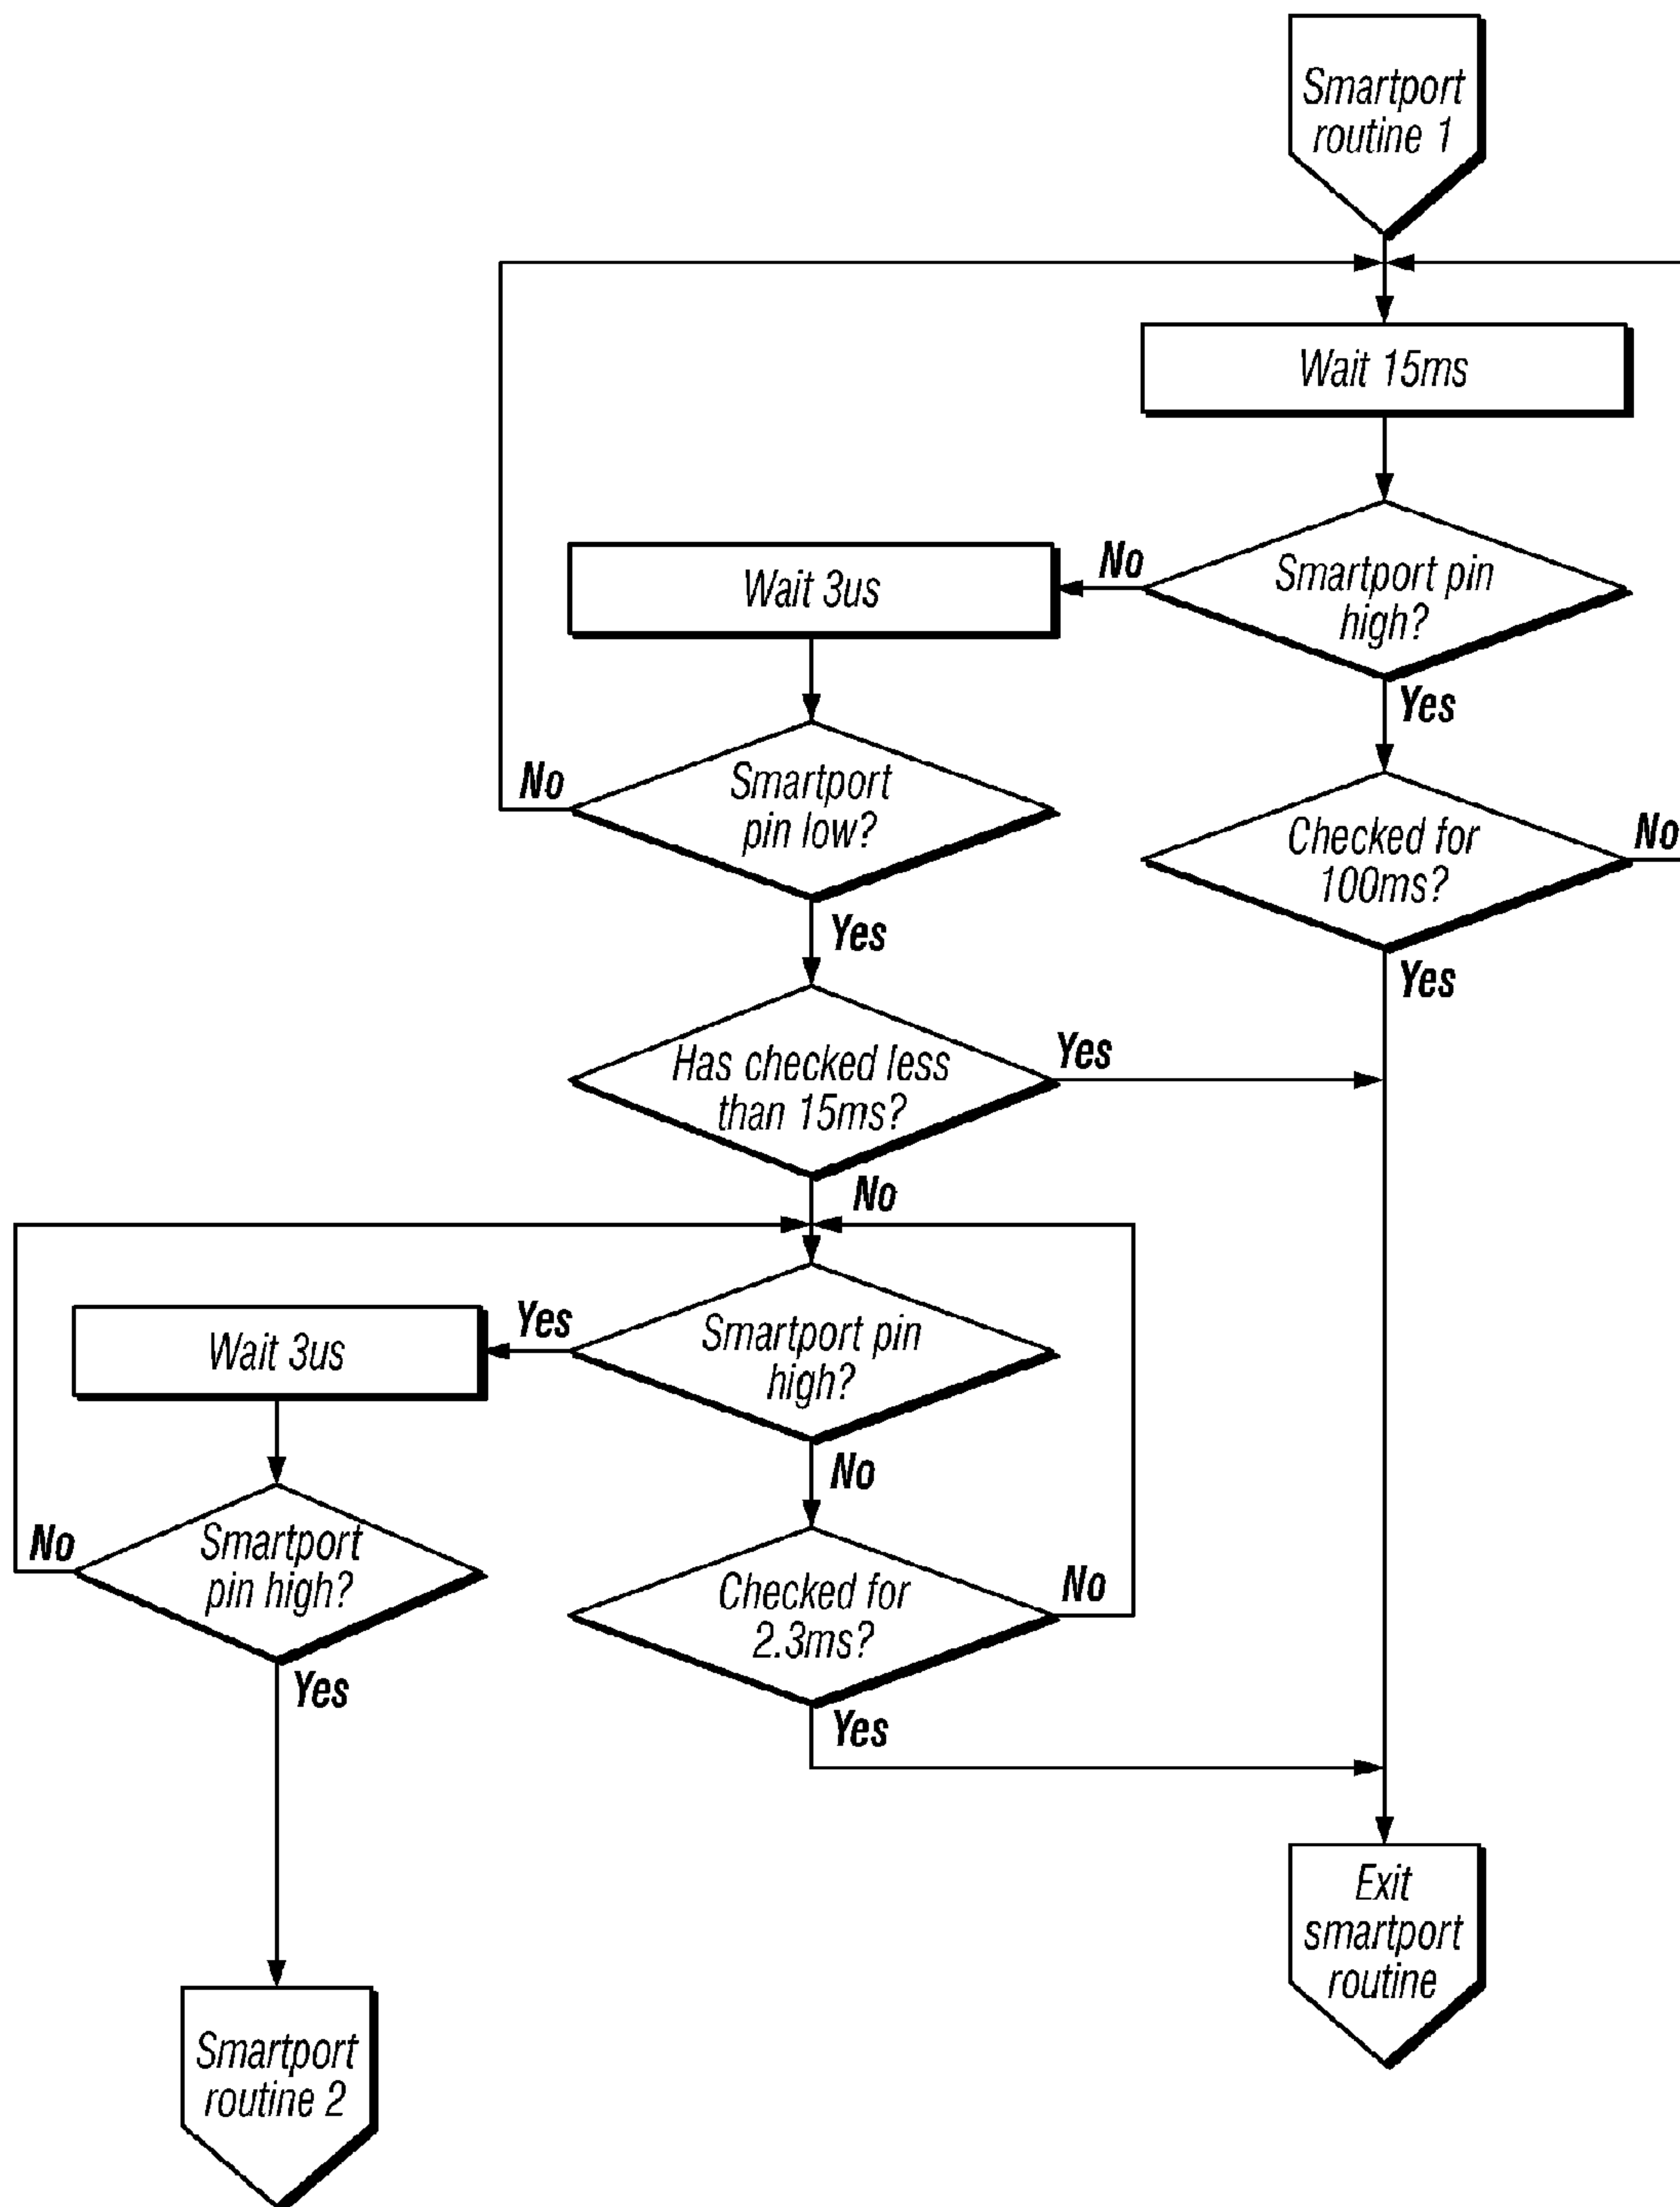 Smartport
routine 1
Wait 15ms
Smartport pin
high?
No
Wait 3us
Yes
Smartport
pin low?
No
Checked for
100ms?
No
Yes
Yes
Has checked less
than 15ms?
Yes
No
Smartport pin
high?
Yes
Wait 3us
No
Smartport
pin high?
No
Checked for
2.3ms?
No
Yes
Yes
Exit
smartport
routine
Smartport
routine 2